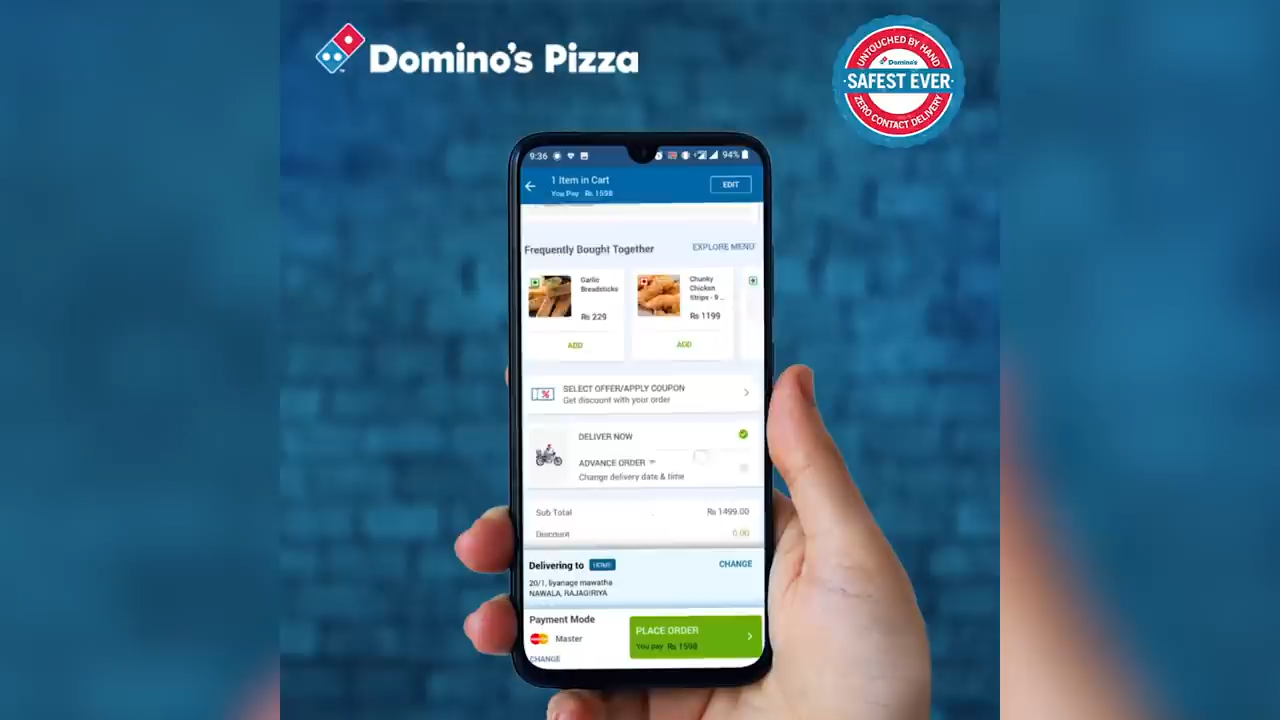 Domino's Pizza
UNTOUCHED BY HAND
Domino's
SAFEST EVER
ZERO CONTACT DELIVERY
9:36
94%
1 Item in Cart
You Pay Rs 1598
EDIT
Frequently Bought Together
EXPLORE MENU
Garlic
Breadsticks
Rs 229
ADD
Chunky
Chicken
Strips - 9 ...
Rs 1199
ADD
SELECT OFFER/APPLY COUPON
Get discount with your order
DELIVER NOW
ADVANCE ORDER
Change delivery date & time
Sub Total
Rs 1499.00
Discount
0.00
Delivering to HOME
CHANGE
20/1, liyanage mawatha
NAWALA, RAJAGIRIYA
Payment Mode
Master
CHANGE
PLACE ORDER
You pay Rs 1598